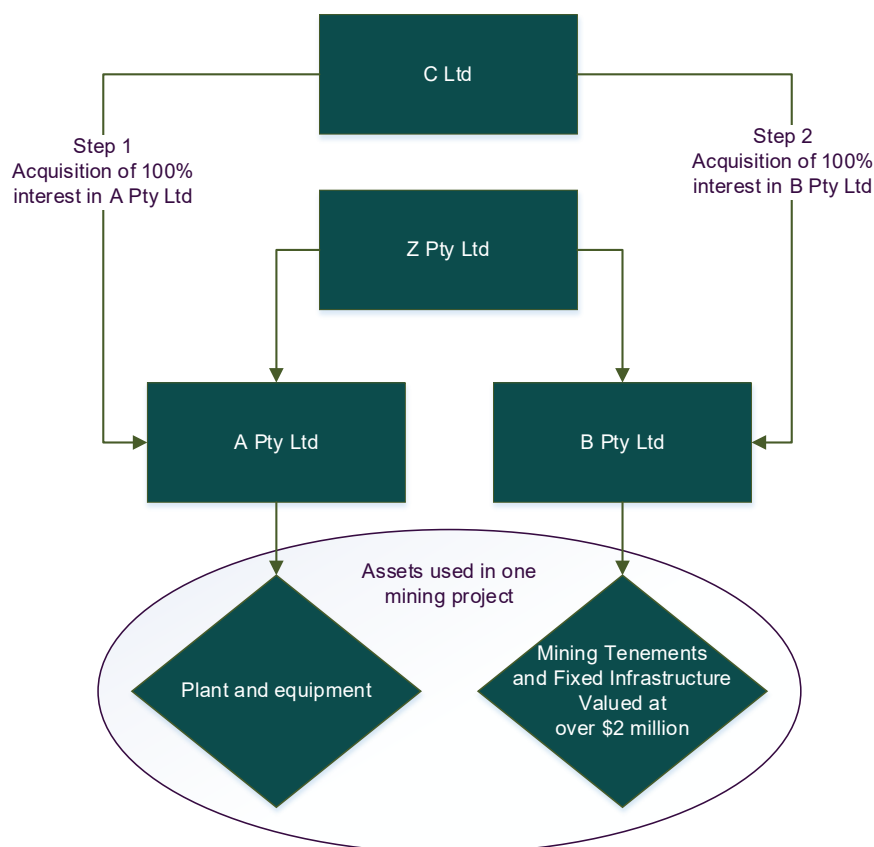 C Ltd
Step 1
Acquisition of 100%
interest in A Pty Ltd
Step 2
Acquisition of 100%
interest in B Pty Ltd
Z Pty Ltd
A Pty Ltd
B Pty Ltd
Assets used in one
mining project
Plant and equipment
Mining Tenements
and Fixed Infrastructure
Valued at
over $2 million